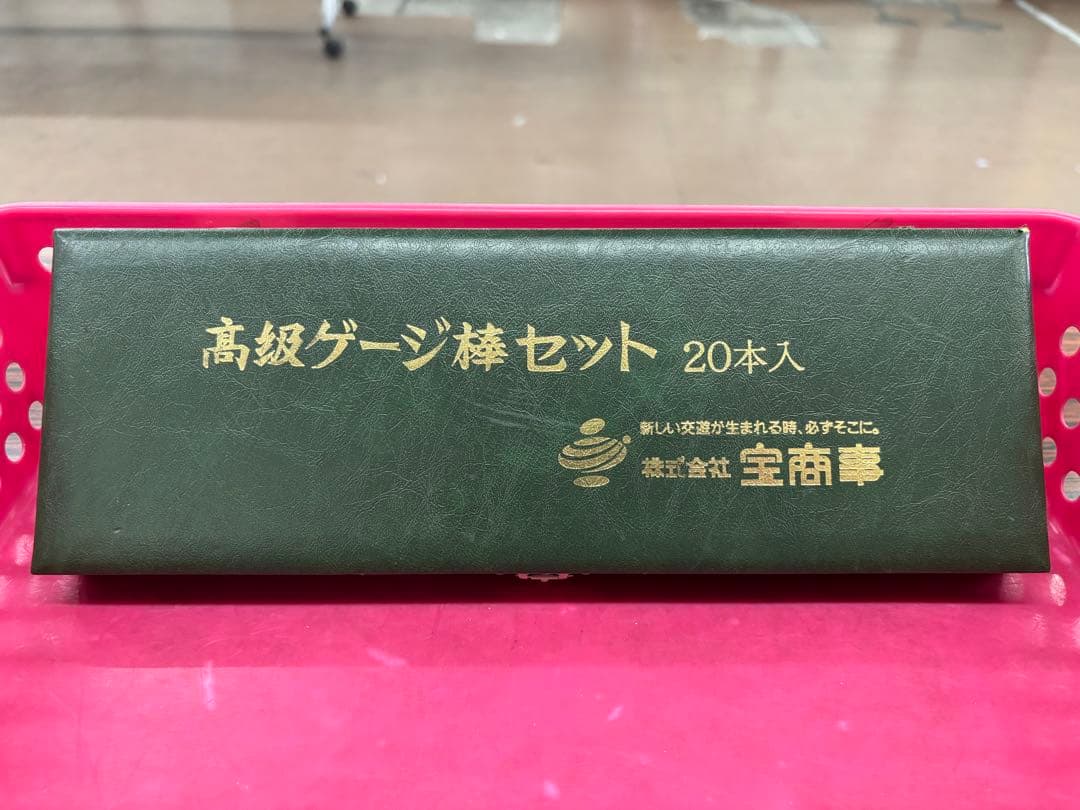 高級ゲージ棒セット 20本入
新しい交遊が生まれる時、必ずそこに。
株式会社 宝商事